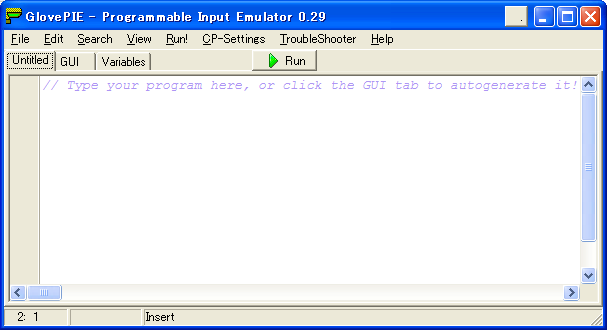 GlovePIE - Programmable Input Emulator 0.29
File Edit Search View Run! CP-Settings TroubleShooter Help
Untitled GUI Variables Run
// Type your program here, or click the GUI tab to autogenerate it!
2: 1 Insert